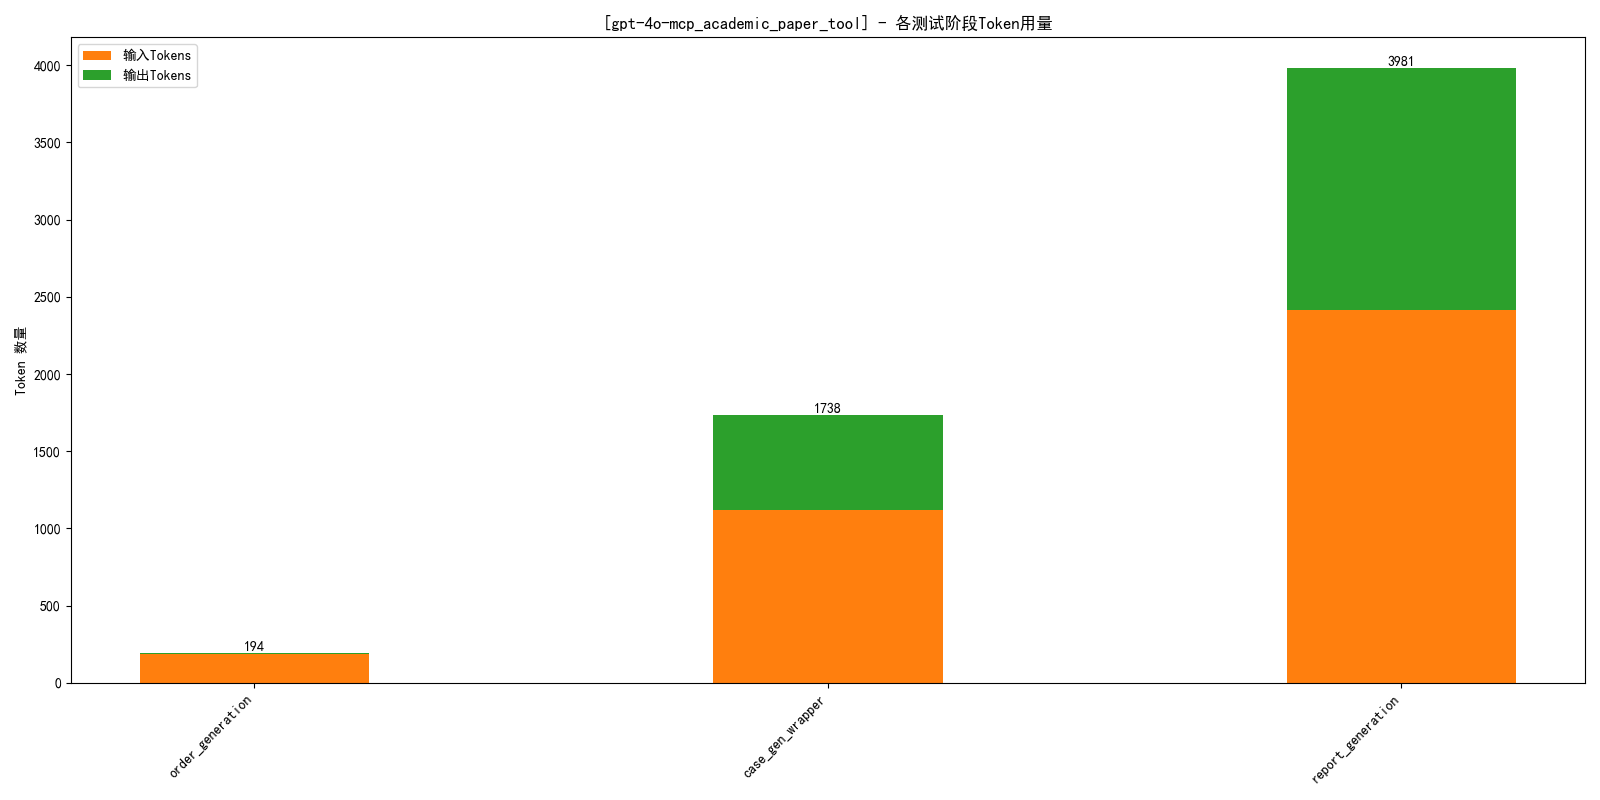 [gpt-4o-mcp_academic_paper_tool] - 各测试阶段Token用量
输入Tokens
输出Tokens
Token 数量
4000
3500
3000
2500
2000
1500
1000
500
0
194
1738
3981
order_generation
case_gen_wrapper
report_generation